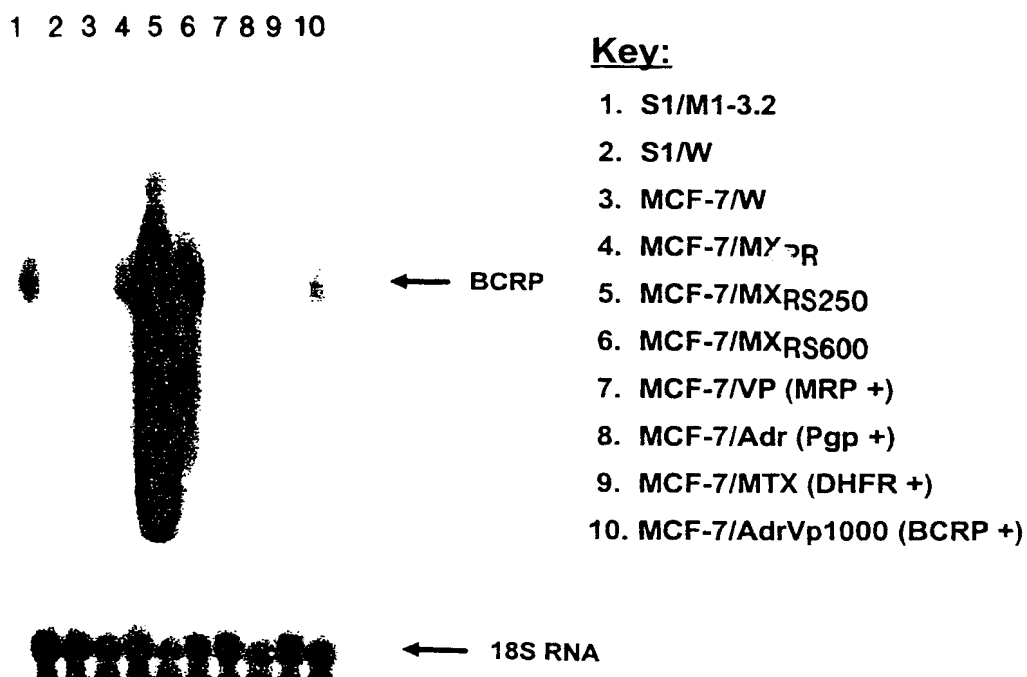 1 2 3 4 5 6 7 8 9 10
Key:
1. S1/M1-3.2
2. S1/W
3. MCF-7/W
4. MCF-7/
5. MCF-7/MXRS250
6. MCF-7/MXRS600
7. MCF-7/VP (MRP +)
8. MCF-7/Adr (Pgp +)
9. MCF-7/MTX (DHFR +)
10. MCF-7/AdrVp1000 (BCRP +)
BCRP
18S RNA